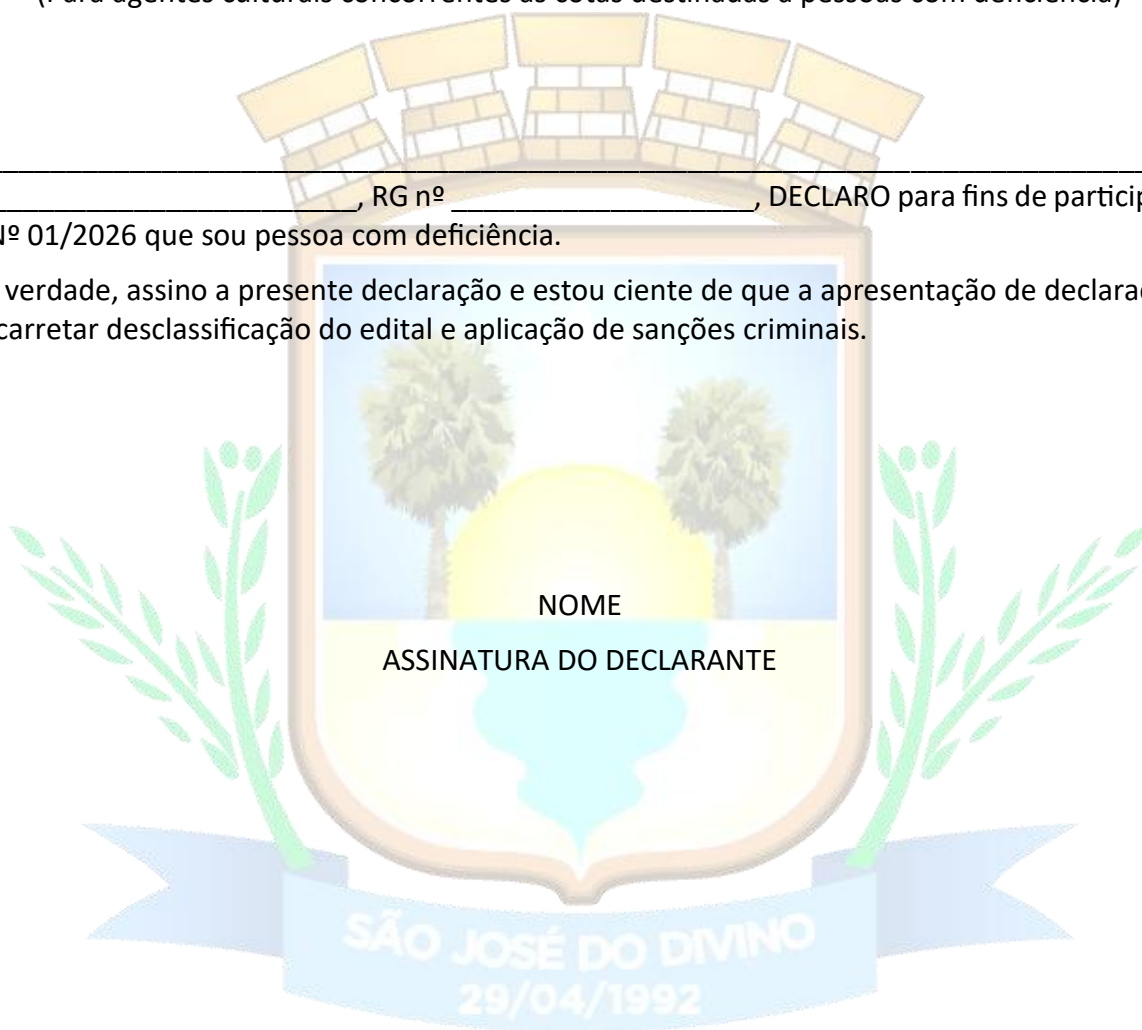 (Para agentes culturais concorrentes às cotas destinadas a pessoas com deficiência)
, RG nº ___________________, DECLARO para fins de particip
Nº 01/2026 que sou pessoa com deficiência.
verdade, assino a presente declaração e estou ciente de que a apresentação de declaraç
carretar desclassificação do edital e aplicação de sanções criminais.
NOME
ASSINATURA DO DECLARANTE
SÃO JOSÉ DO DIVINO
29/04/1992